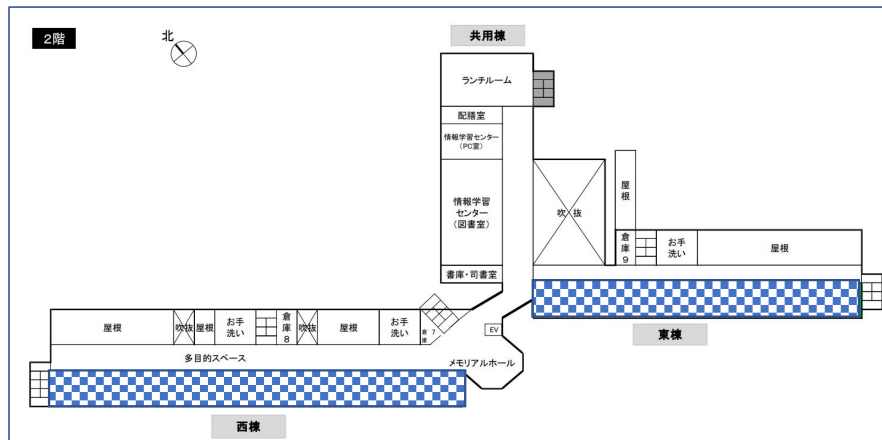 2階
北
共用棟
ランチルーム
配膳室
情報学習センター
(PC室)
情報学習
センター
(図書室)
書庫・司書室
吹 抜
屋根
倉庫9
お手
洗い
屋根
東棟
屋根
吹抜
屋根
お手
洗い
倉庫8
吹抜
屋根
お手
洗い
倉庫7
EV
多目的スペース
メモリアルホール
西棟